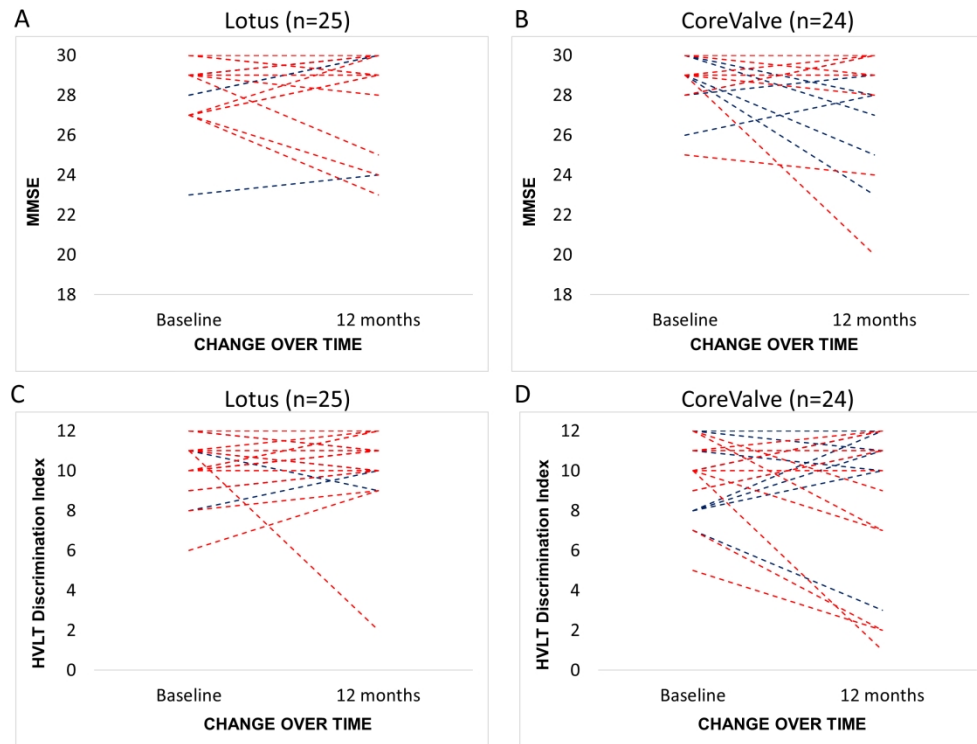 A
Lotus (n=25)
30
28
26
24
22
20
18
MMSE
Baseline
12 months
CHANGE OVER TIME
B
CoreValve (n=24)
30
28
26
24
22
20
18
MMSE
Baseline
12 months
CHANGE OVER TIME
C
Lotus (n=25)
12
10
8
6
4
2
0
HVLT Discrimination Index
Baseline
12 months
CHANGE OVER TIME
D
CoreValve (n=24)
12
10
8
6
4
2
0
HVLT Discrimination Index
Baseline
12 months
CHANGE OVER TIME